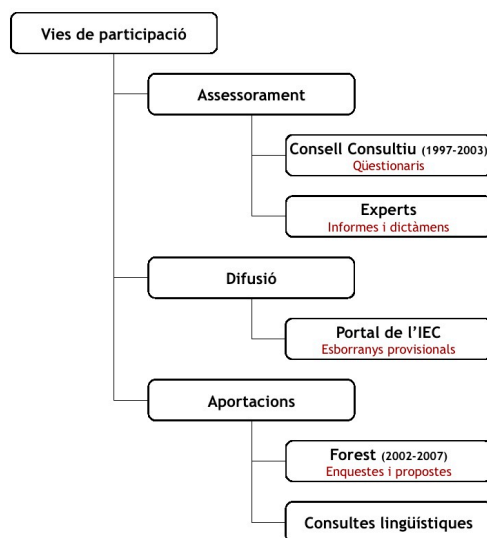 Vies de participació
Assessorament
Consell Consultiu (1997-2003)
Qüestionaris
Experts
Informes i dictàmens
Difusió
Portal de l’IEC
Esborranys provisionals
Aportacions
Forest (2002-2007)
Enquestes i propostes
Consultes lingüístiques